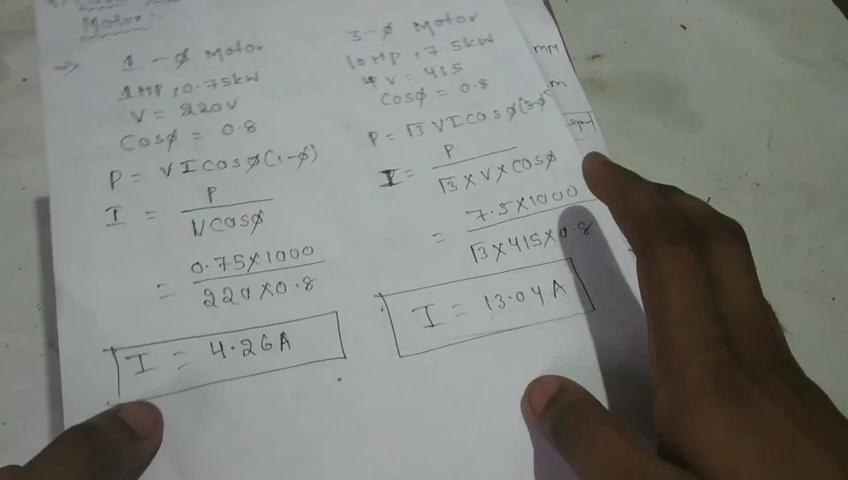 Motor:-
→ 1-φ Motor
1HP, 0.75kW
V = 220V
Cosφ = 0.8
P = VICosφ(1-φ)
I = P / VCosφ
= 0.75×1000 / 220×0.8
I = 4.26A
3-φ Motor
10HP, 7.5kW
V = 415
Cosφ = 0.8
P = √3 VICosφ(3-φ
I = P / √3×V×Cosφ
= 7.5×1000 / √3×415×0.8
I = 13.04A